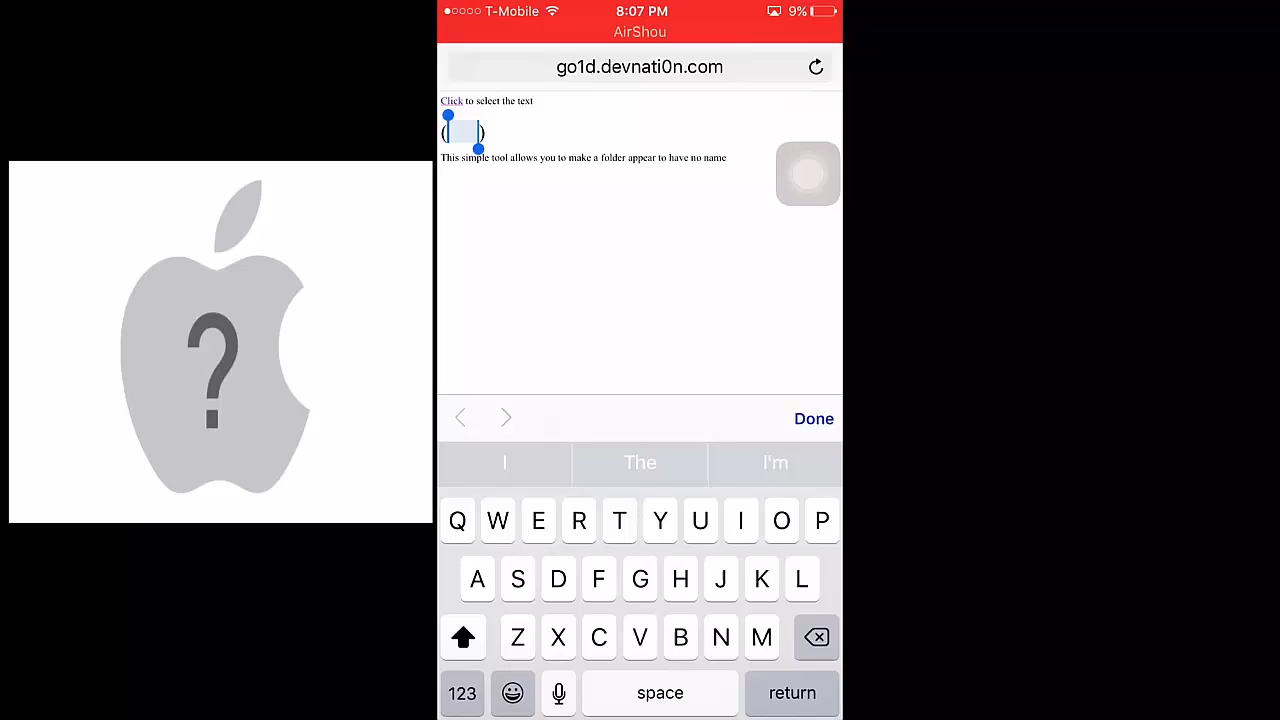 T-Mobile 8:07 PM 9%
AirShou
go1d.devnati0n.com
Click to select the text
( )
This simple tool allows you to make a folder appear to have no name
?
Done
I The I'm
Q W E R T Y U I O P
A S D F G H J K L
Z X C V B N M
123 space return